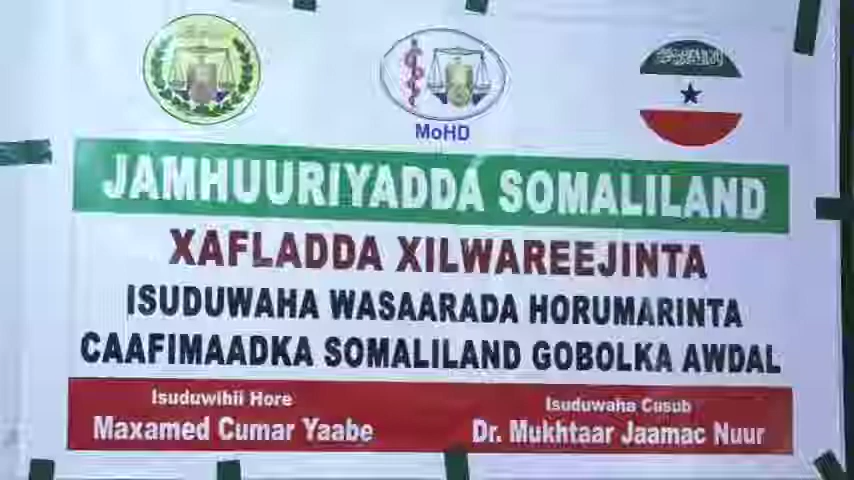 MoHD
JAMHUURIYADDA SOMALILAND
XAFLADDA XILWAREEJINTA
ISUDUWAHA WASAARADA HORUMARINTA
CAAFIMAADKA SOMALILAND GOBOLKA AWDAL
Isuduwihii Hore
Maxamed Cumar Yaabe
Isuduwaha Cusub
Dr. Mukhtaar Jaamac Nuur